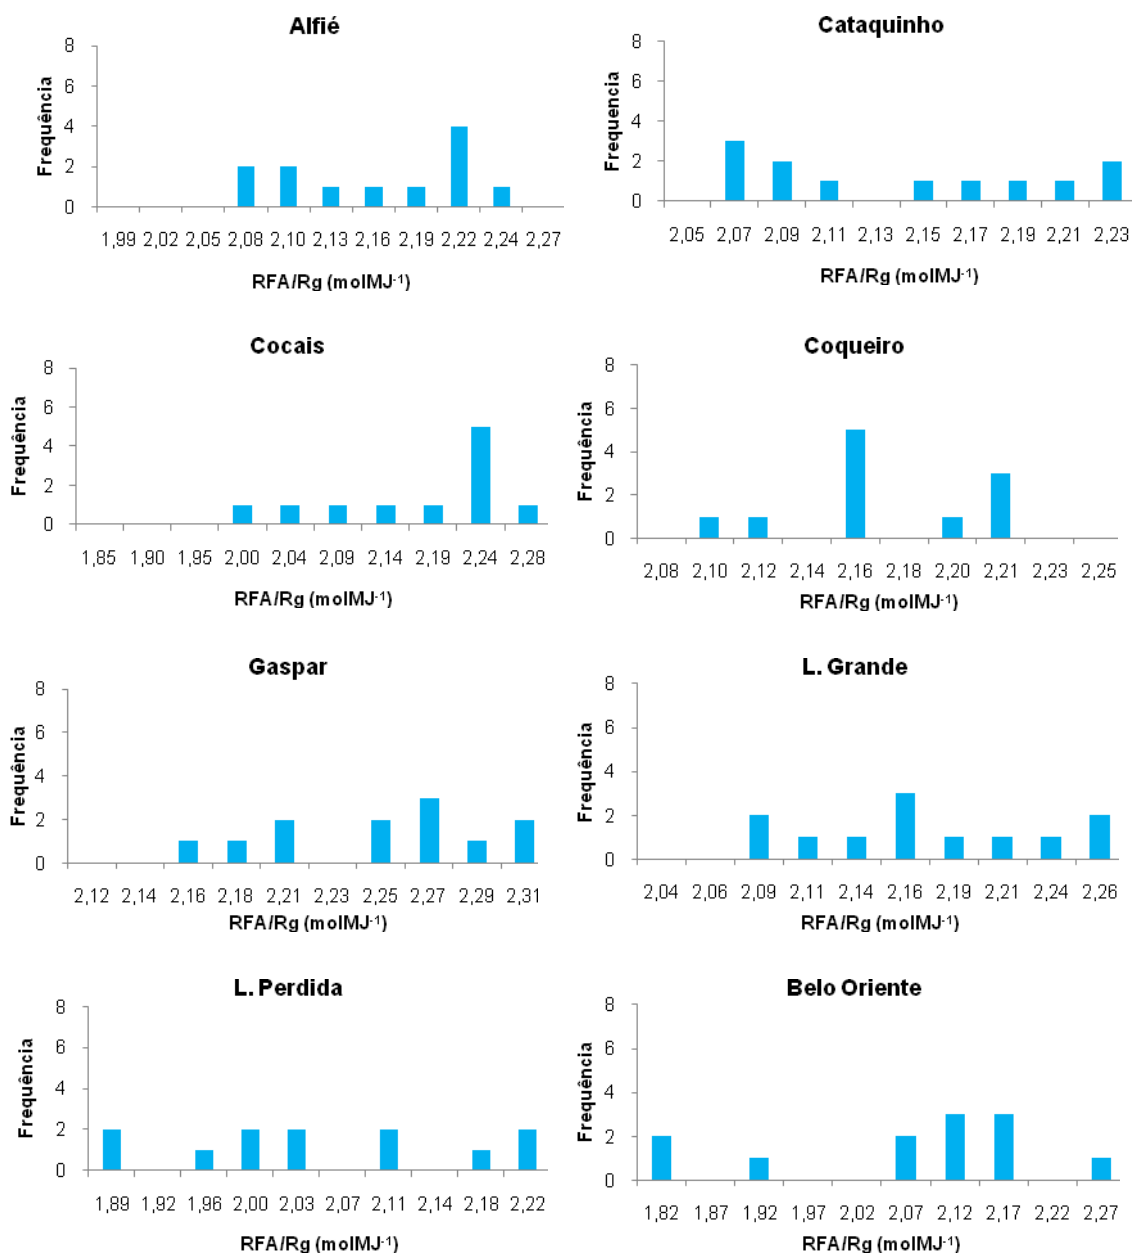 Alfié
Frequência
8
6
4
2
0
1,99 2,02 2,05 2,08 2,10 2,13 2,16 2,19 2,22 2,24 2,27
RFA/Rg (molMJ-1)
Cataquinho
Frequencia
8
6
4
2
0
2,05 2,07 2,09 2,11 2,13 2,15 2,17 2,19 2,21 2,23
RFA/Rg (molMJ-1)
Cocais
Frequência
8
6
4
2
0
1,85 1,90 1,95 2,00 2,04 2,09 2,14 2,19 2,24 2,28
RFA/Rg (molMJ-1)
Coqueiro
Frequência
8
6
4
2
0
2,08 2,10 2,12 2,14 2,16 2,18 2,20 2,21 2,23 2,25
RFA/Rg (molMJ-1)
Gaspar
Frequência
8
6
4
2
0
2,12 2,14 2,16 2,18 2,21 2,23 2,25 2,27 2,29 2,31
RFA/Rg (molMJ-1)
L. Grande
Frequência
8
6
4
2
0
2,04 2,06 2,09 2,11 2,14 2,16 2,19 2,21 2,24 2,26
RFA/Rg (molMJ-1)
L. Perdida
Frequência
8
6
4
2
0
1,89 1,92 1,96 2,00 2,03 2,07 2,11 2,14 2,18 2,22
RFA/Rg (molMJ-1)
Belo Oriente
Frequência
8
6
4
2
0
1,82 1,87 1,92 1,97 2,02 2,07 2,12 2,17 2,22 2,27
RFA/Rg (molMJ-1)